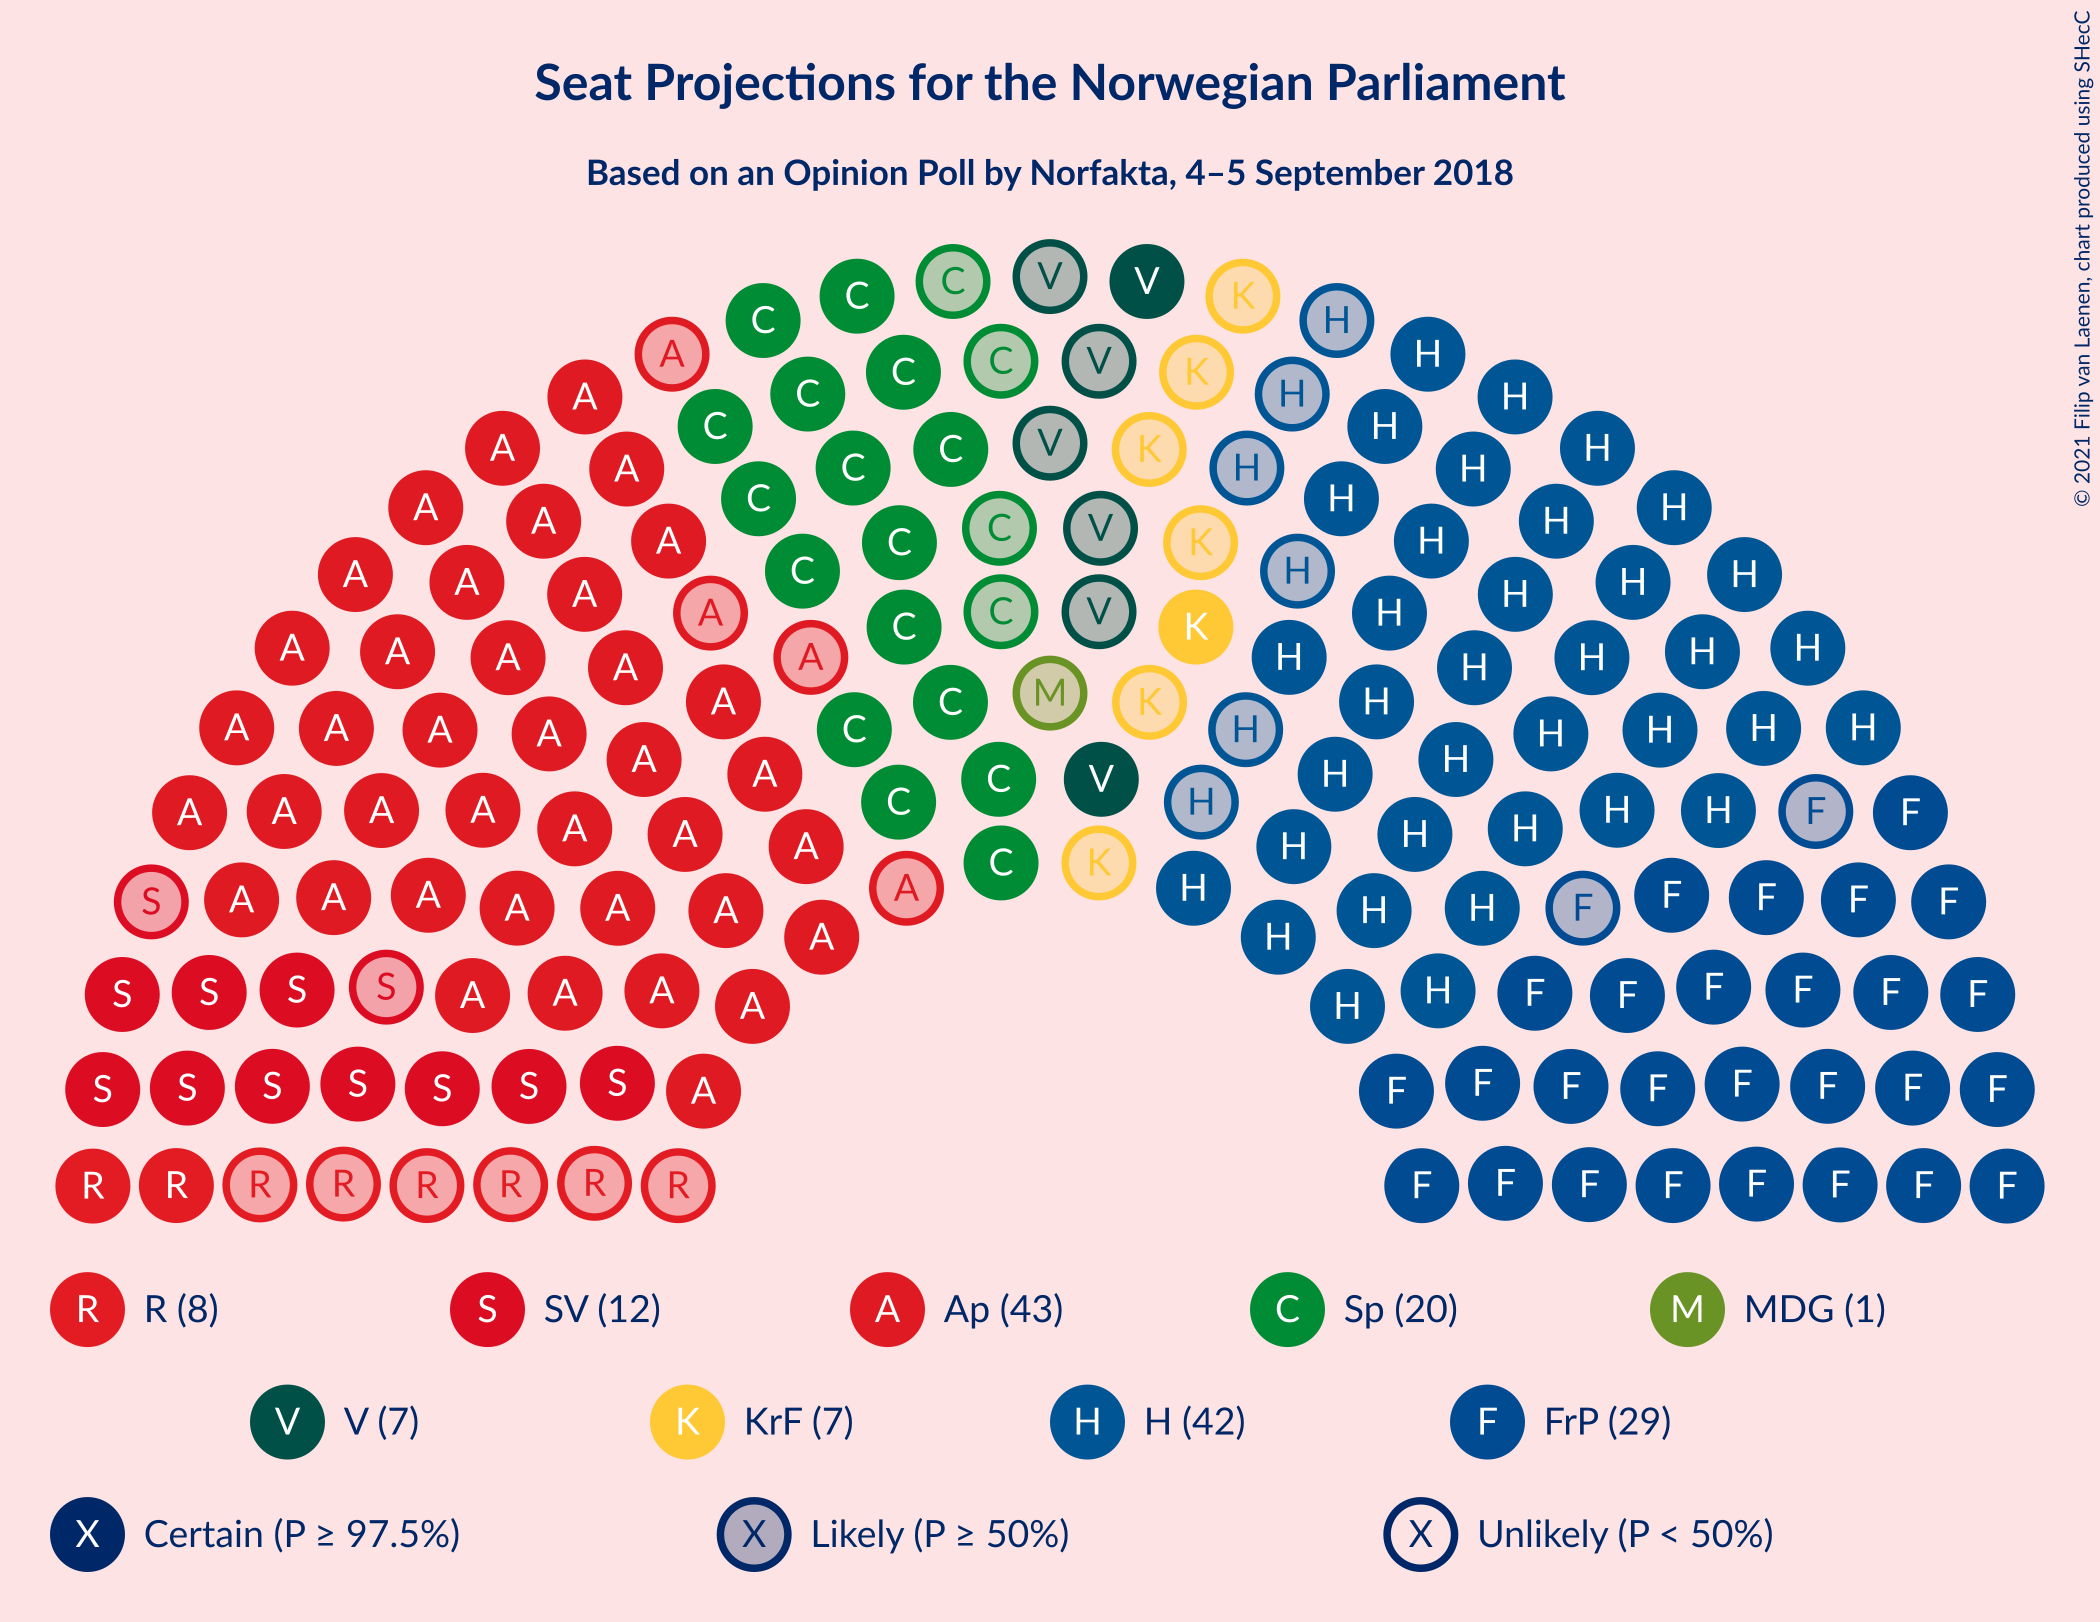 Seat Projections for the Norwegian Parliament
Based on an Opinion Poll by Norfakta, 4–5 September 2018
© 2021 Filip van Laenen, chart produced using SHecC
C C C V V K H
A C C C C V K H H H
A A C C C V K H H H H
A A A C C C V K H H H H
A A A A C C V K H H H H H
A A A A A C M K H H H H H H
A A A A A A C C V H H H H H H H
A A A A A A A C K H H H H H H F F
S A A A A A A A A H H H H F F F F F
S S S S A A A A H H F F F F F F
S S S S S S S A F F F F F F F F
R R R R R R R R F F F F F F F F
R R (8) S SV (12) A Ap (43) C Sp (20) M MDG (1)
V V (7) K KrF (7) H H (42) F FrP (29)
X Certain (P ≥ 97.5%) X Likely (P ≥ 50%) X Unlikely (P < 50%)